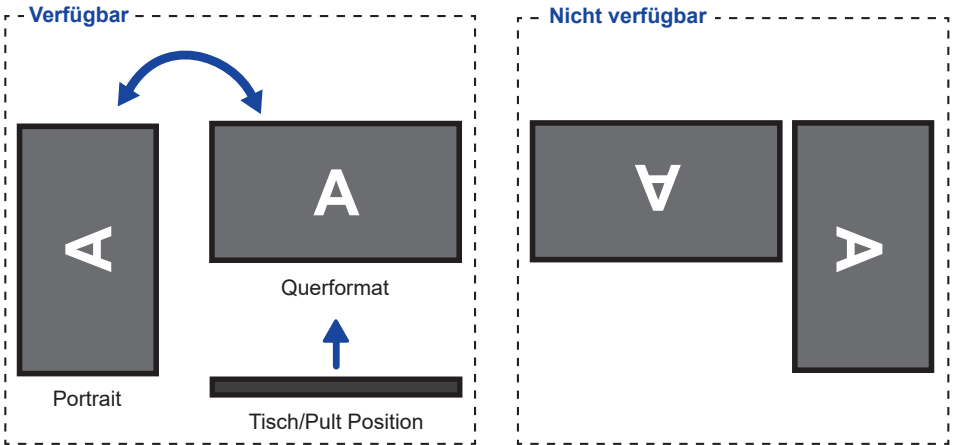 Verfügbar
Nicht verfügbar
A
A
A
A
Querformat
Portrait
Tisch/Pult Position